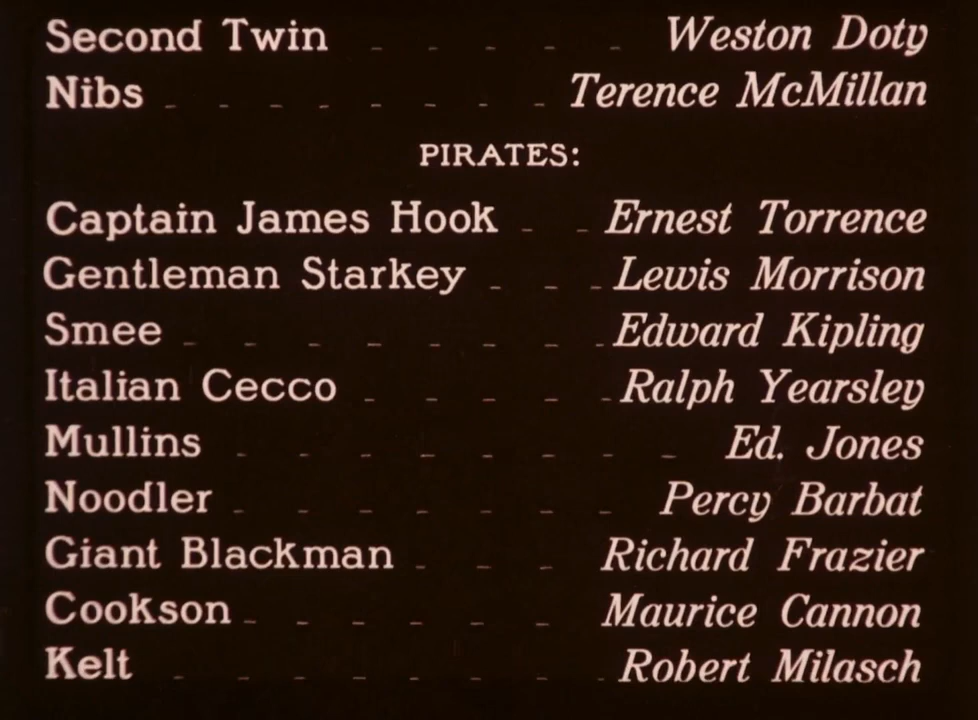 Second Twin - - - - - Weston Doty
Nibs - - - - - - - Terence McMillan
PIRATES:
Captain James Hook - - Ernest Torrence
Gentleman Starkey - - - Lewis Morrison
Smee - - - - - - - - Edward Kipling
Italian Cecco - - - - - Ralph Yearsley
Mullins - - - - - - - - Ed. Jones
Noodler - - - - - - - Percy Barbat
Giant Blackman - - - Richard Frazier
Cookson - - - - - - Maurice Cannon
Kelt - - - - - - - - Robert Milasch